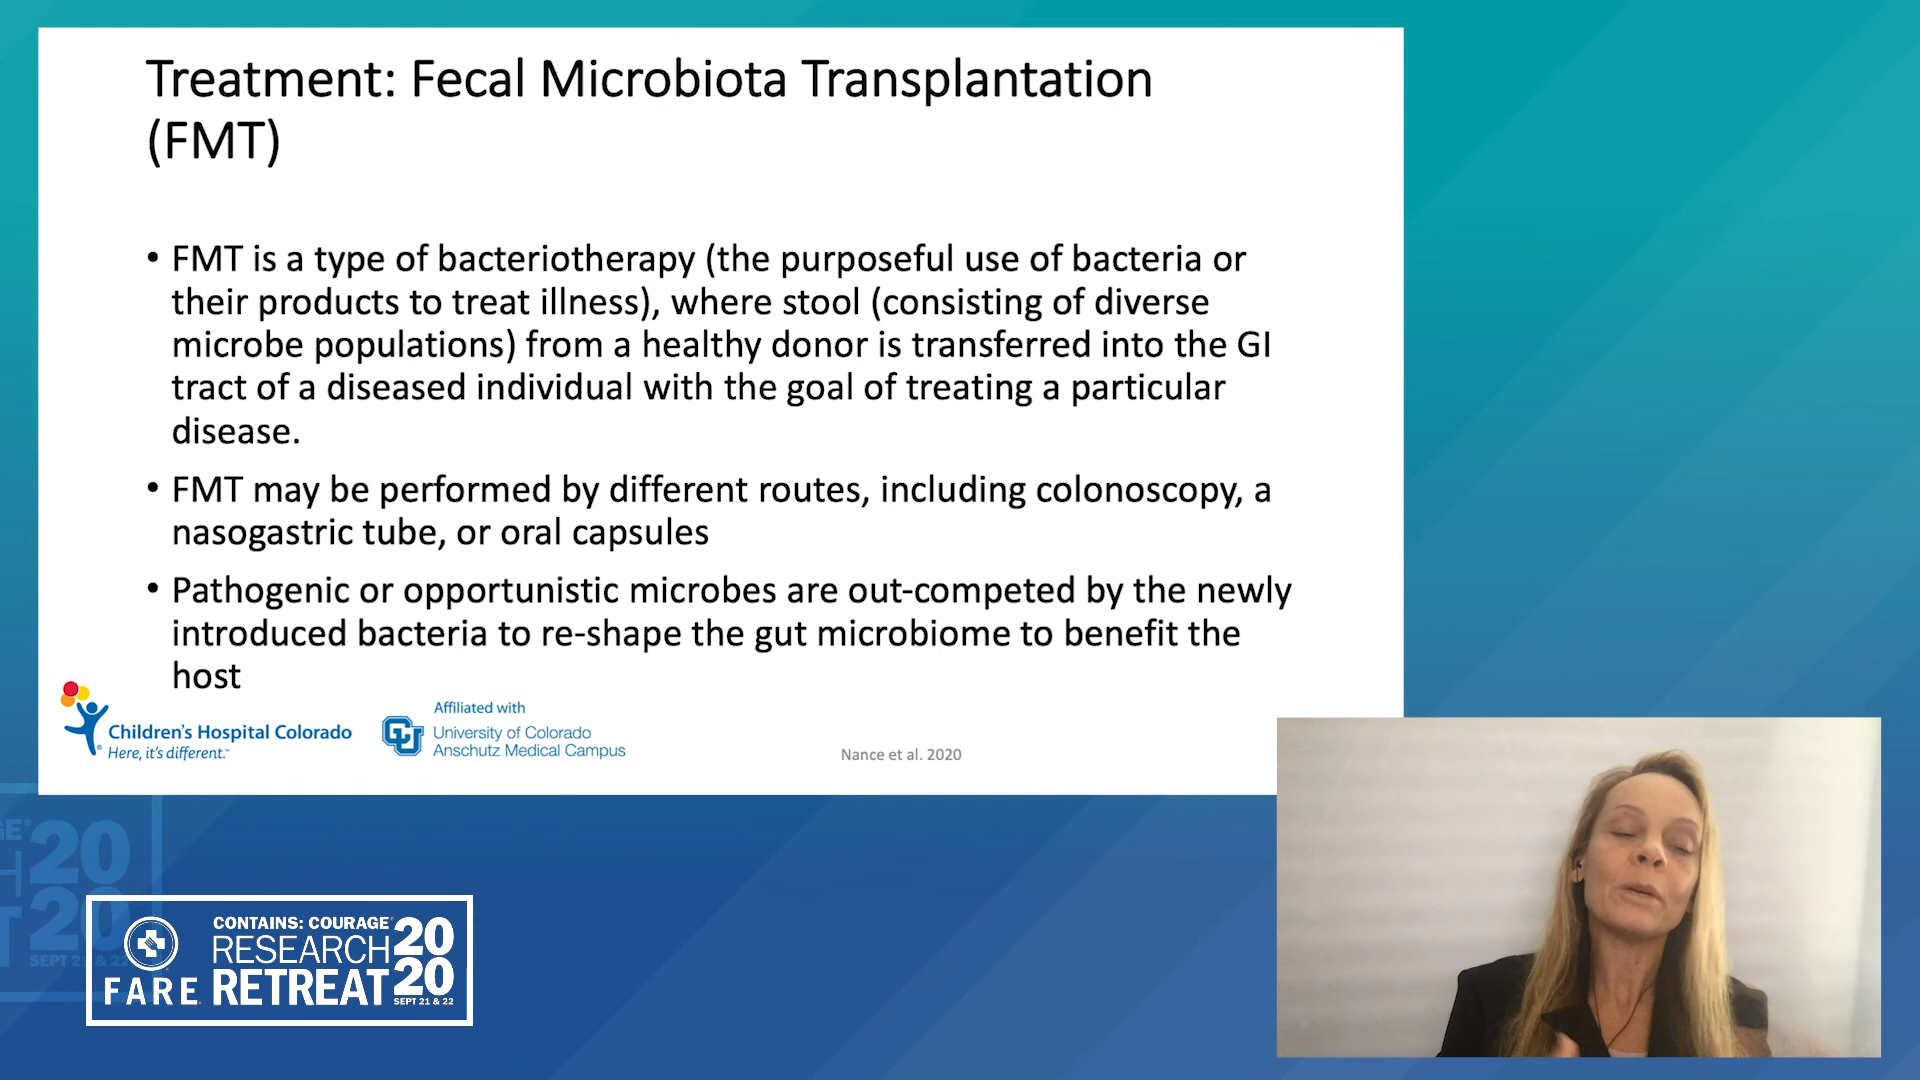 Treatment: Fecal Microbiota Transplantation
(FMT)
• FMT is a type of bacteriotherapy (the purposeful use of bacteria or
their products to treat illness), where stool (consisting of diverse
microbe populations) from a healthy donor is transferred into the GI
tract of a diseased individual with the goal of treating a particular
disease.
• FMT may be performed by different routes, including colonoscopy, a
nasogastric tube, or oral capsules
• Pathogenic or opportunistic microbes are out-competed by the newly
introduced bacteria to re-shape the gut microbiome to benefit the
host
Children's Hospital Colorado
Here, it's different.™
Affiliated with
University of Colorado
Anschutz Medical Campus
Nance et al. 2020
FARE
CONTAINS: COURAGE®
RESEARCH
RETREAT
20
20
SEPT 21 & 22
20
20